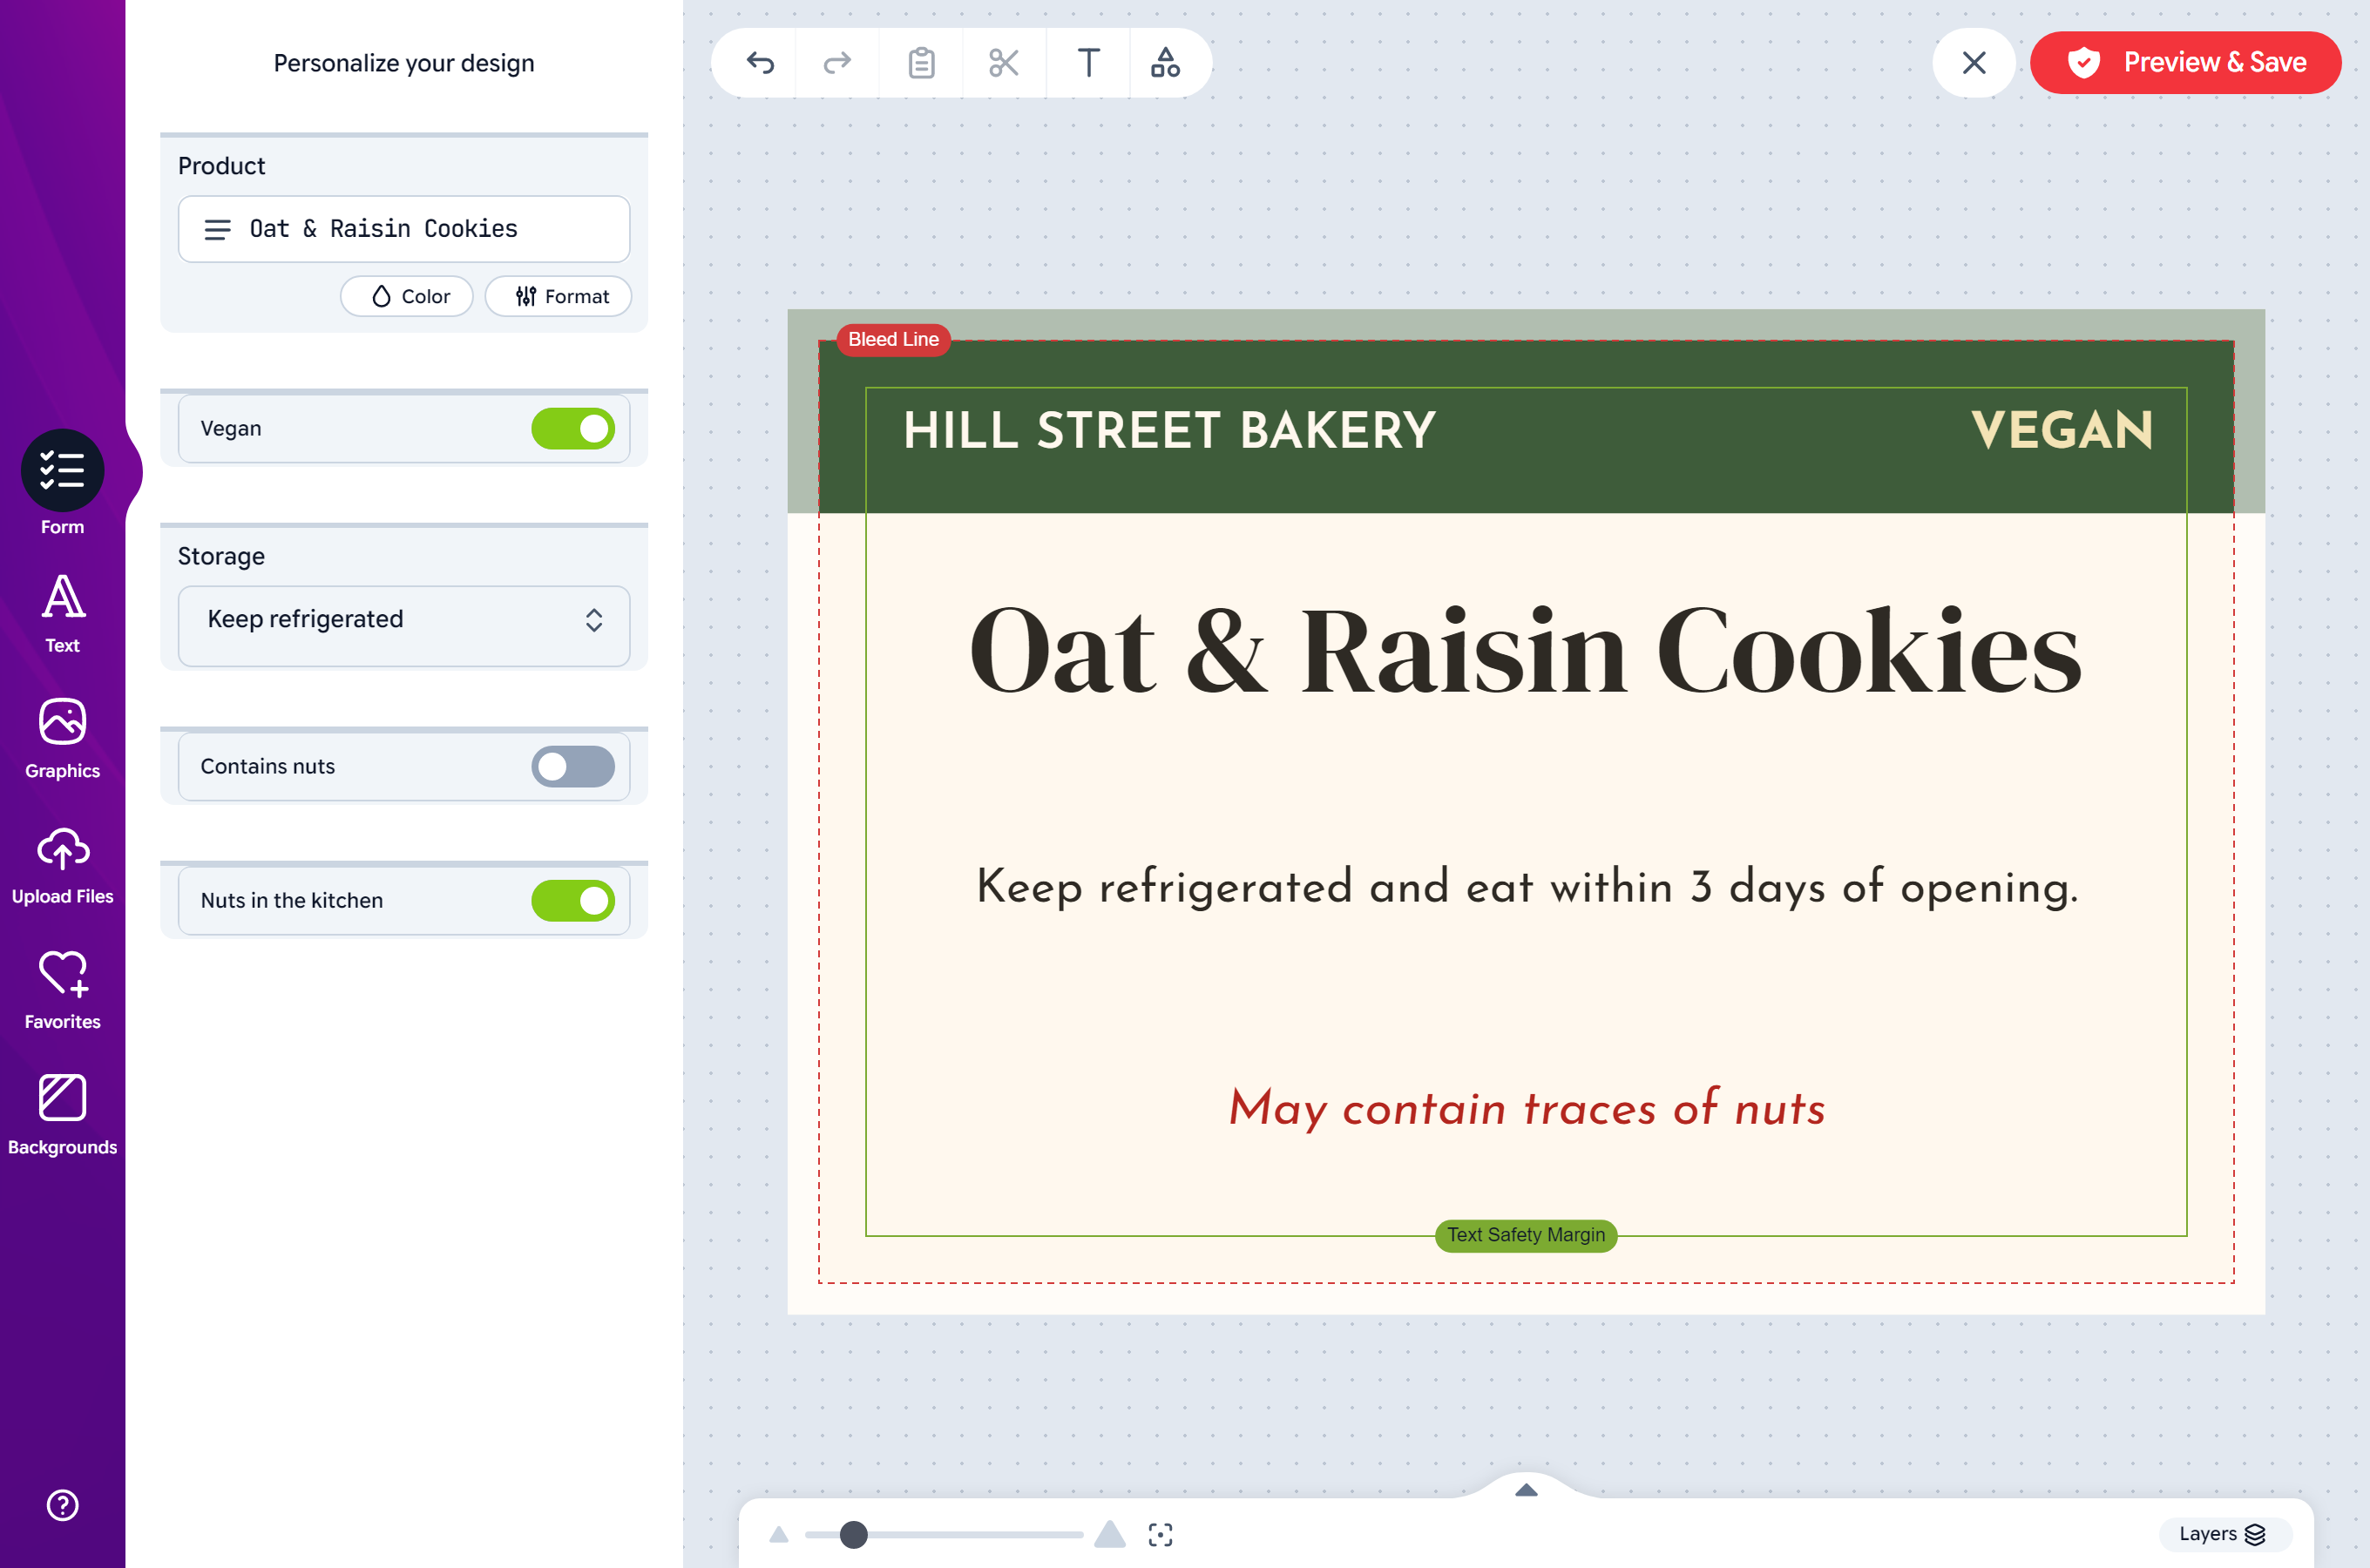 Personalize your design
Product
Oat & Raisin Cookies
Color
Format
Vegan
Storage
Keep refrigerated
Contains nuts
Nuts in the kitchen
Form
Text
Graphics
Upload Files
Favorites
Backgrounds
Preview & Save
Bleed Line
HILL STREET BAKERY
VEGAN
Oat & Raisin Cookies
Keep refrigerated and eat within 3 days of opening.
May contain traces of nuts
Text Safety Margin
Layers